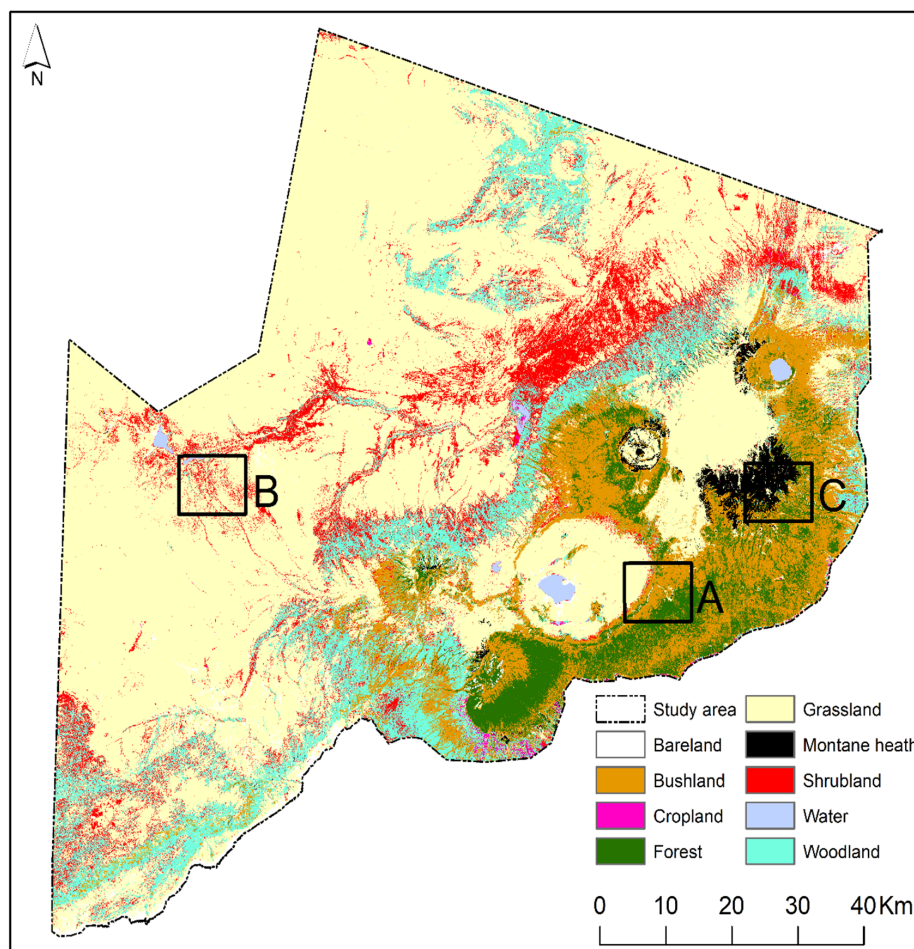 N
B
C
A
Study area
Grassland
Bareland
Montane heath
Bushland
Shrubland
Cropland
Water
Forest
Woodland
0 10 20 30 40 Km